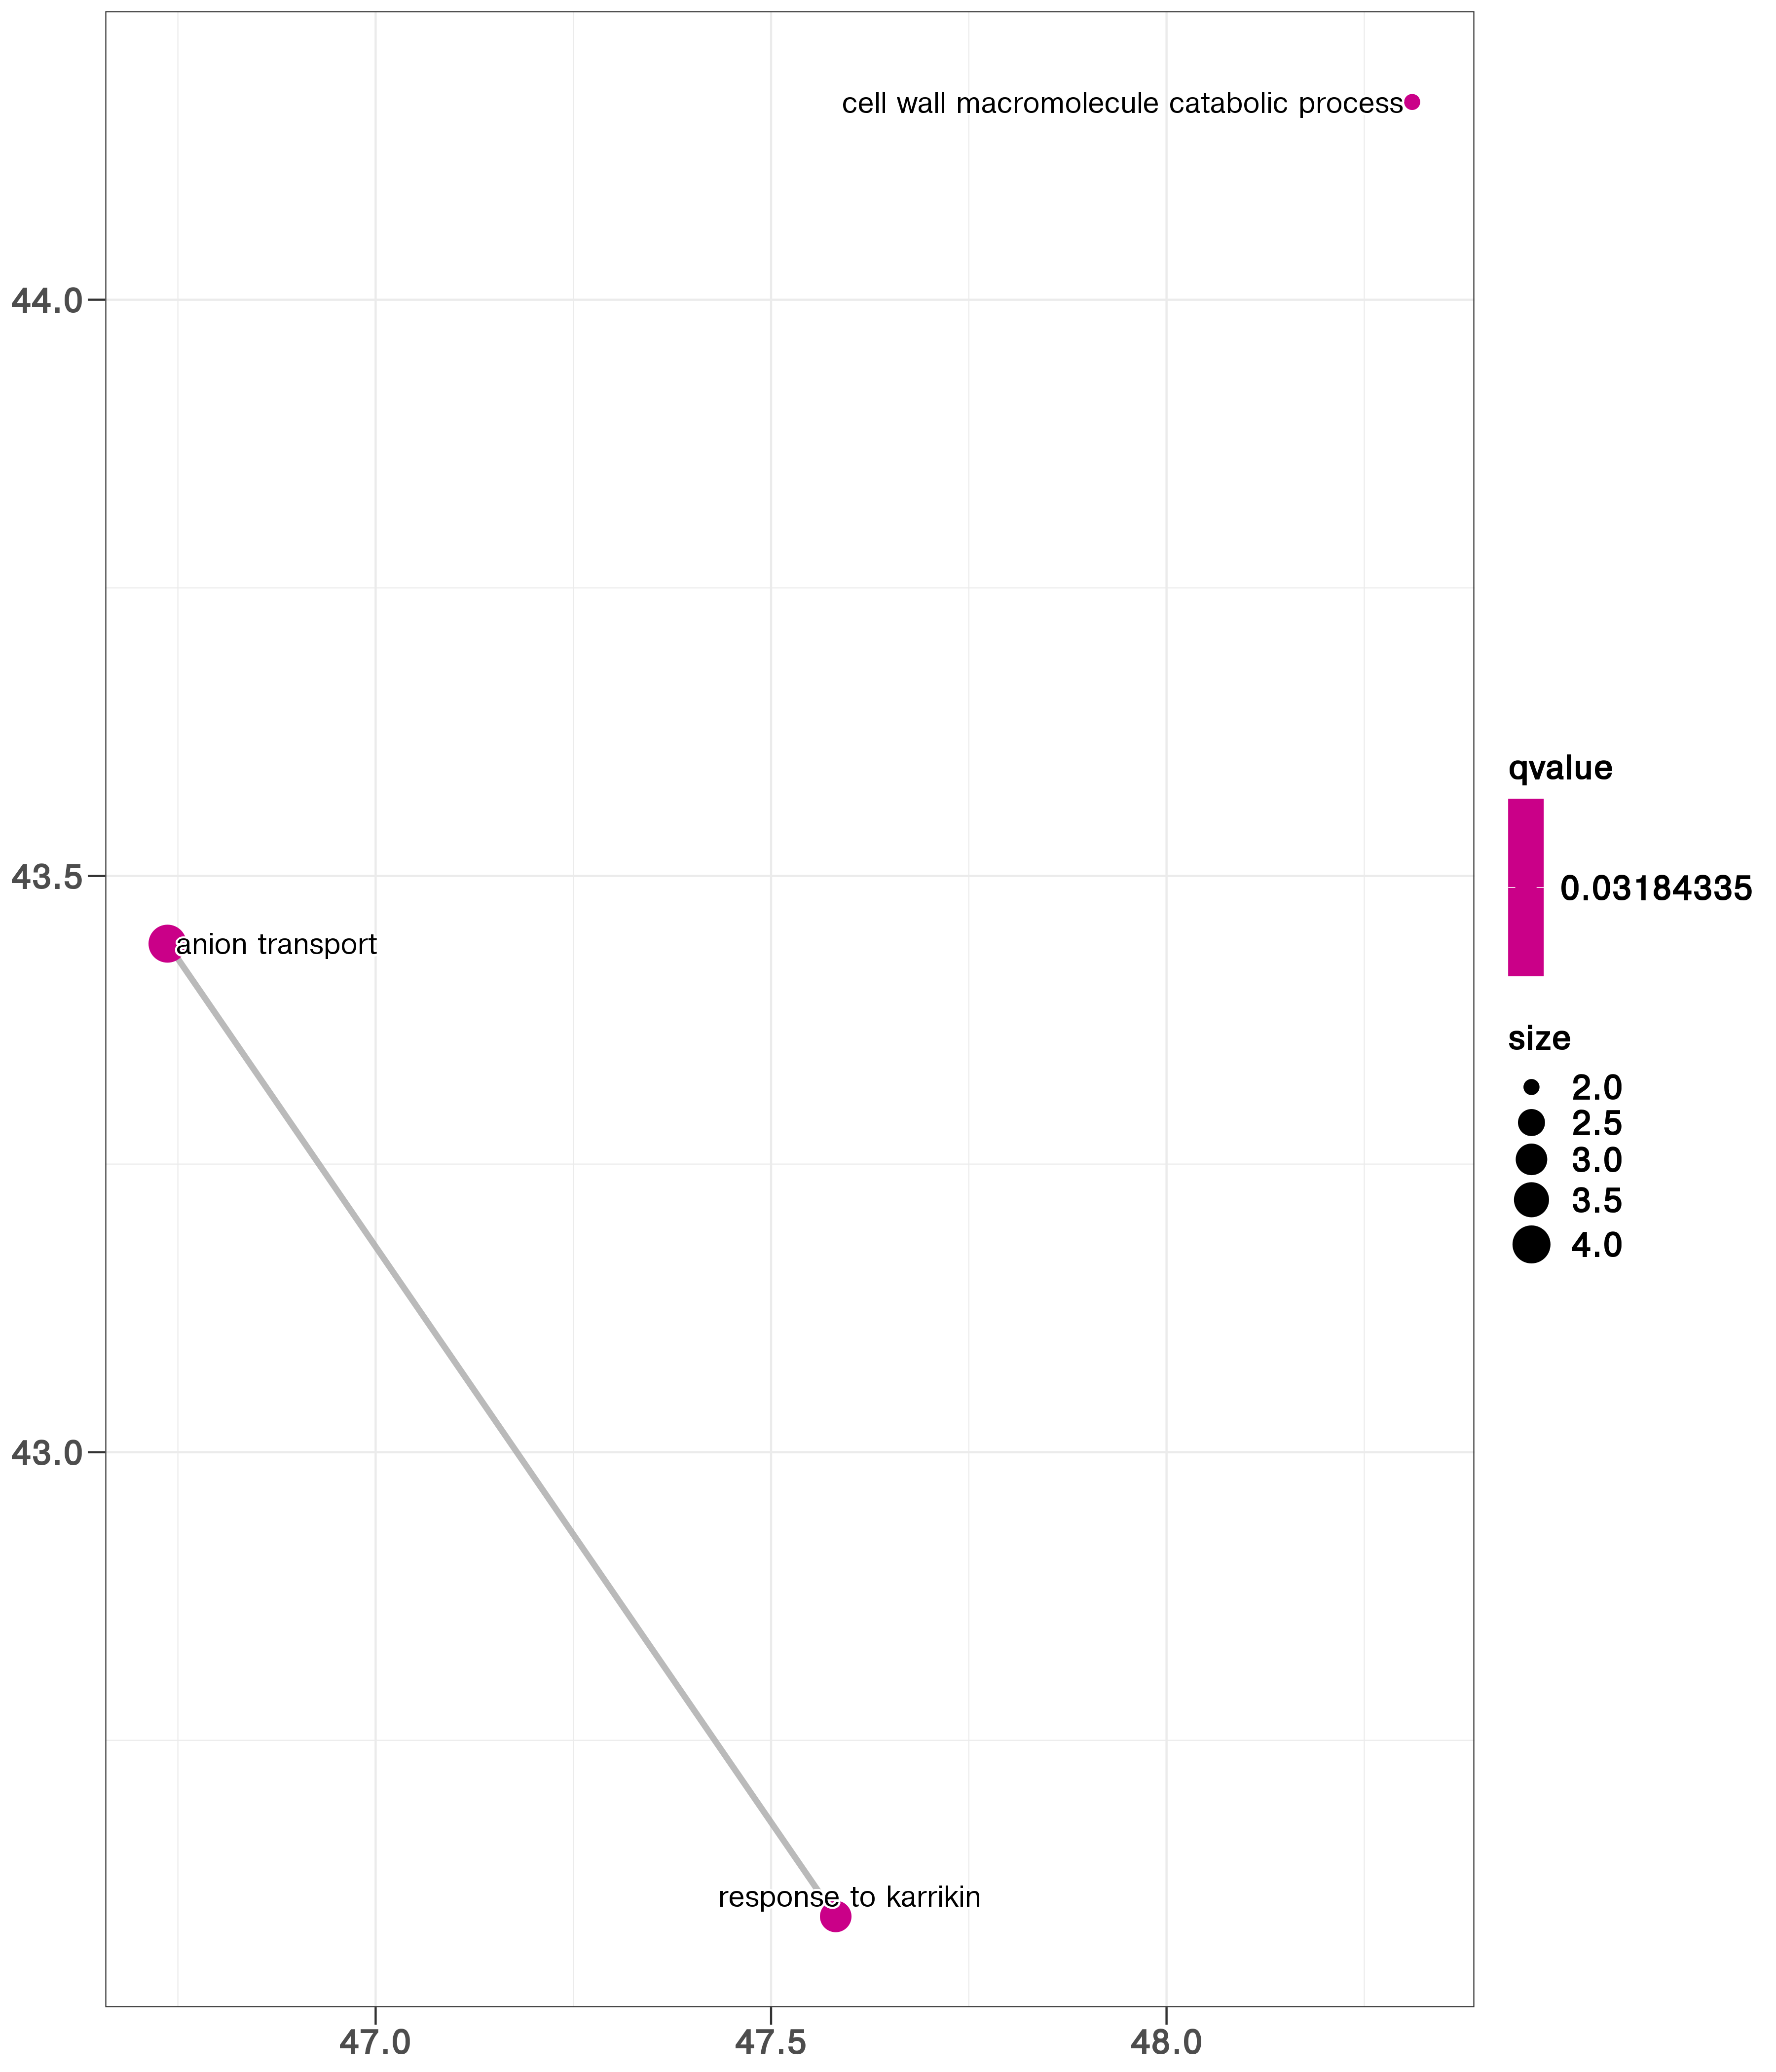 cell wall macromolecule catabolic process
44.0
43.5
anion transport
43.0
response to karrikin
47.0
47.5
48.0
qvalue
0.03184335
size
2.0
2.5
3.0
3.5
4.0